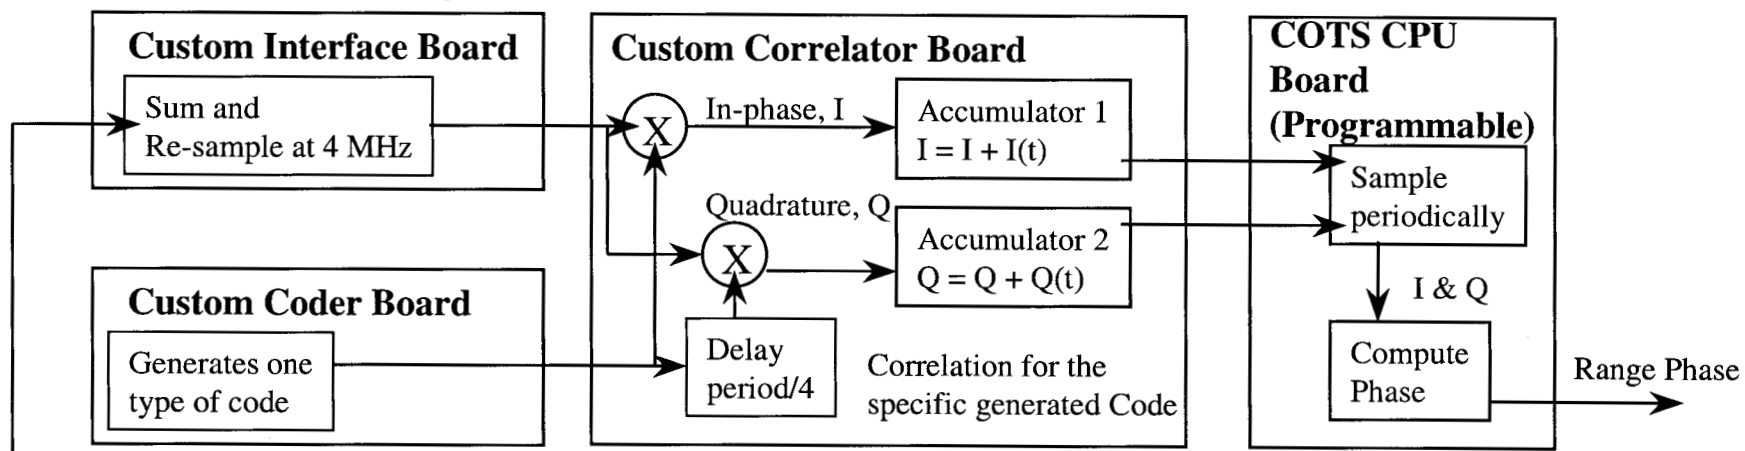 Custom Interface Board
Sum and
Re-sample at 4 MHz
Custom Coder Board
Generates one
type of code
Custom Correlator Board
X
In-phase, I
Accumulator 1
I = I + I(t)
Quadrature, Q
X
Accumulator 2
Q = Q + Q(t)
Delay
period/4
Correlation for the
specific generated Code
COTS CPU
Board
(Programmable)
Sample
periodically
I & Q
Compute
Phase
Range Phase